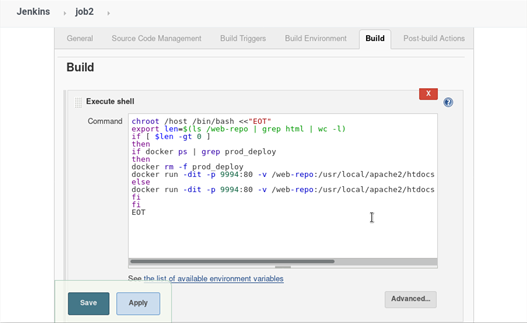 Jenkins › job2 ›
General Source Code Management Build Triggers Build Environment Build Post-build Actions
Build
Execute shell
X
Command
chroot /host /bin/bash <<"EOT"
export len=$(ls /web-repo | grep html | wc -l)
if [ $len -gt 0 ]
then
if docker ps | grep prod_deploy
then
docker rm -f prod_deploy
docker run -dit -p 9994:80 -v /web-repo:/usr/local/apache2/htdocs
else
docker run -dit -p 9994:80 -v /web-repo:/usr/local/apache2/htdocs
fi
fi
EOT
See the list of available environment variables
Advanced...
Save Apply